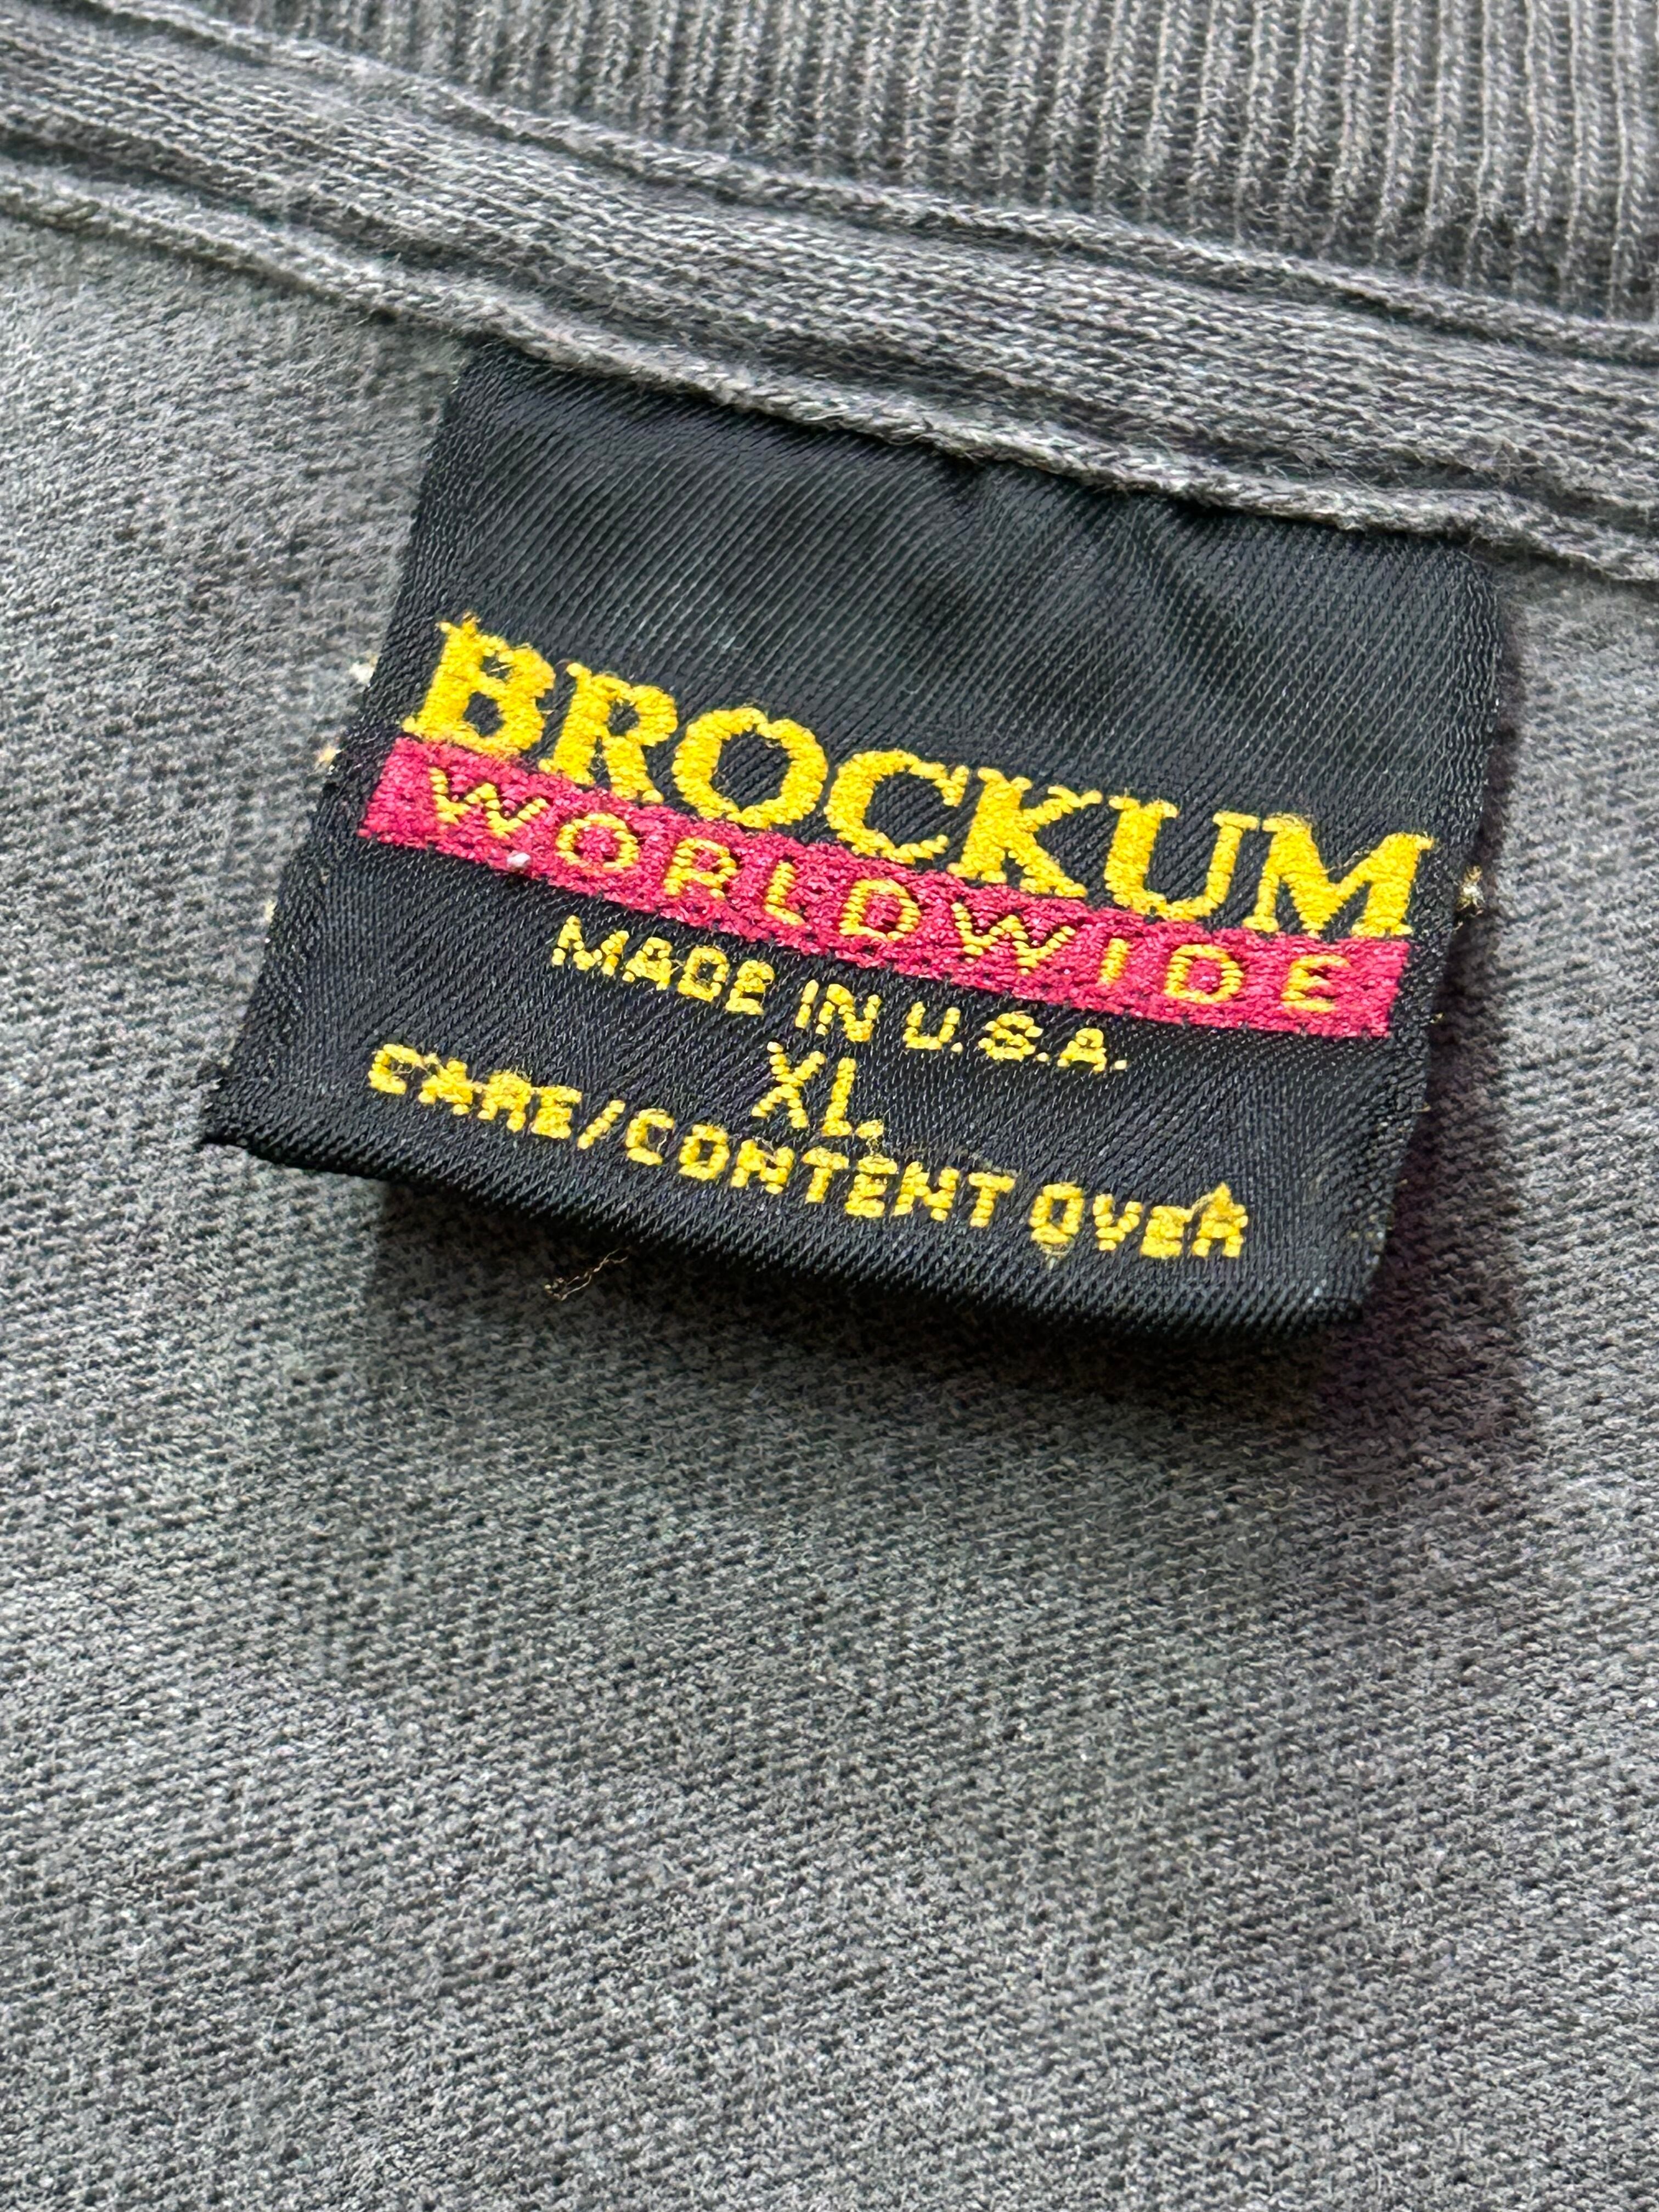 BROCKUM
WORLDWIDE
MADE IN U.S.A.
XL
CARE/CONTENT OVER